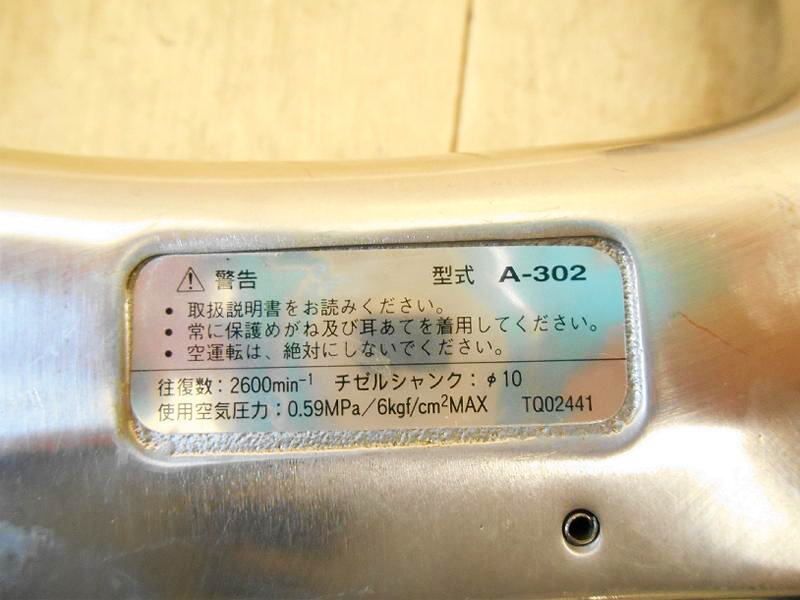 ⚠ 警告 型式 A-302
• 取扱説明書をお読みください。
• 常に保護めがね及び耳あてを着用してください。
• 空運転は、絶対にしないでください。
往復数：2600min⁻¹ チゼルシャンク：φ10
使用空気圧力：0.59MPa／6kgf/cm²MAX TQ02441